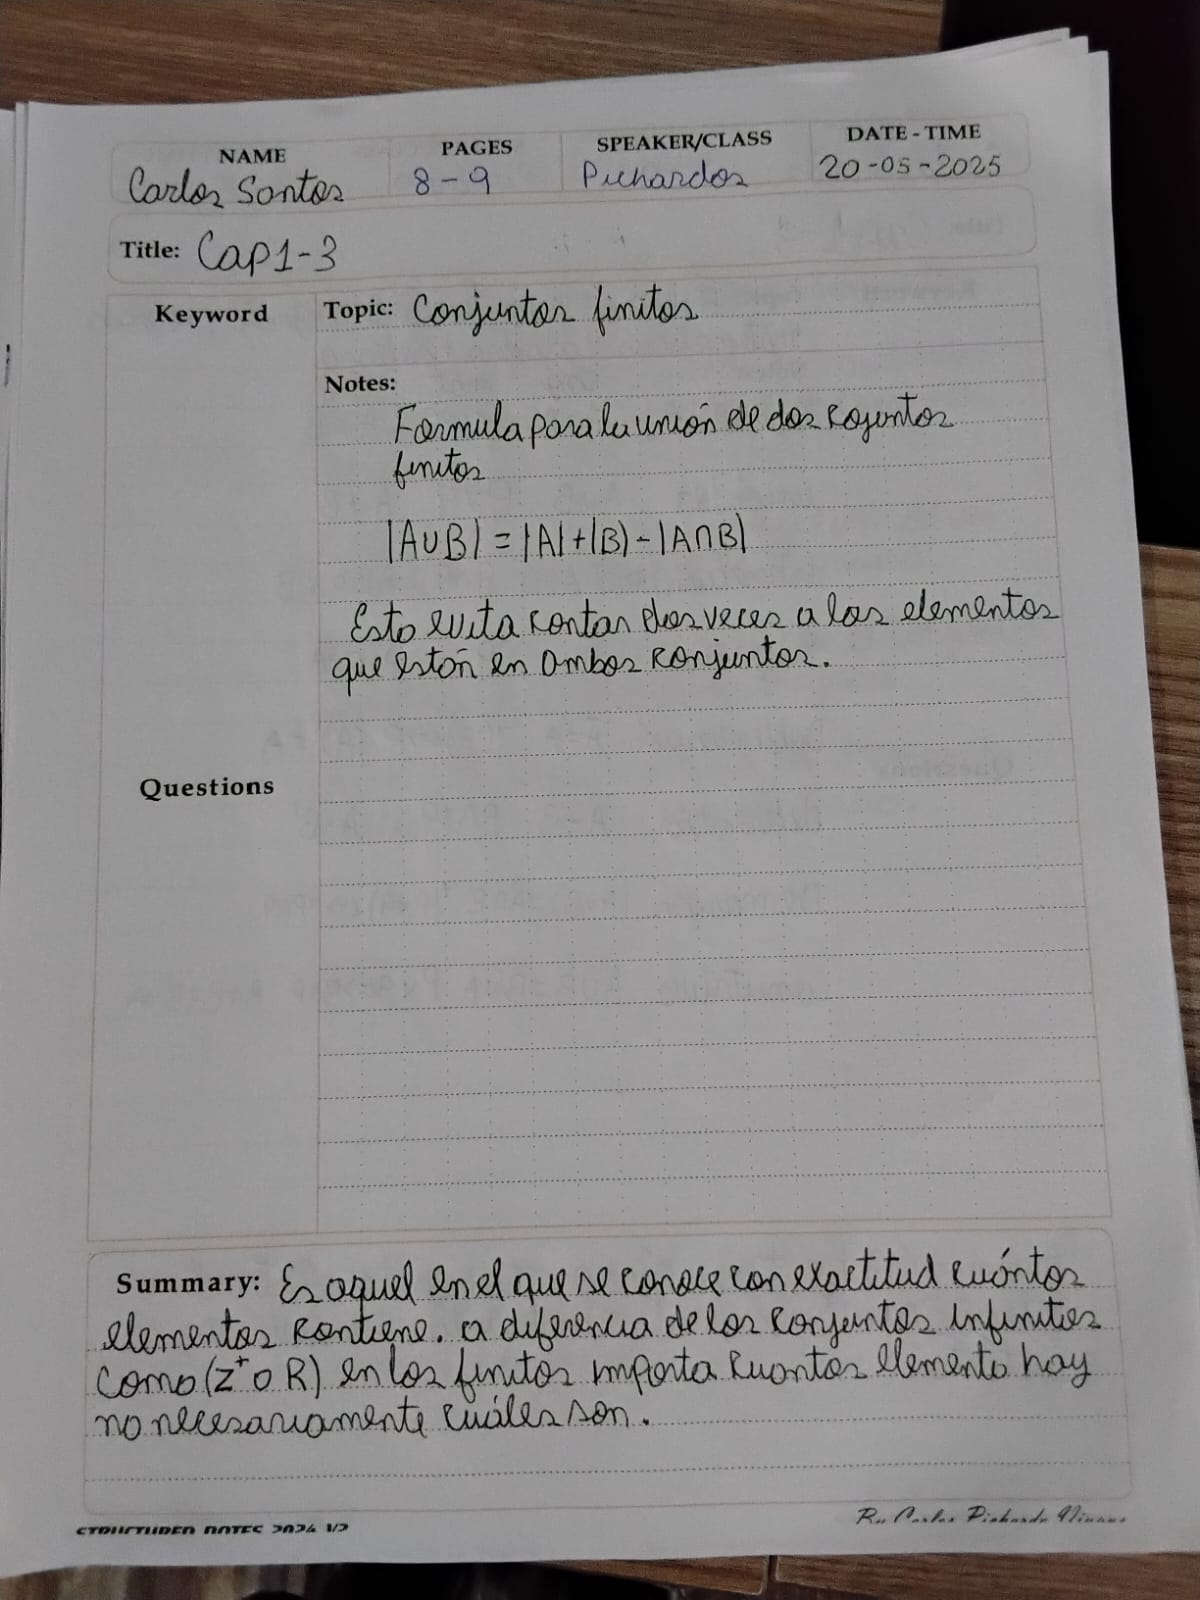 NAME
Carlos Santos
PAGES
8-9
SPEAKER/CLASS
Pichardos
DATE - TIME
20-05-2025
Title: Cap1-3
Keyword
Topic: Conjuntos finitos
Notes:
Formula para la unión de dos cojuntos
finitos
|A∪B| = |A|+|B|-|A∩B|
Esto evita contar dos veces a los elementos
que están en ambos conjuntos.
Questions
Summary: Es aquel en el que se conoce con exactitud cuántos
elementos contiene. a diferencia de los conjuntos infinitos
como (Z⁺ o R) en los finitos importa cuantos elemento hay
no necesariamente cuáles son.
STRUCTURED NOTES 2024 V2
Carlos Pichardo